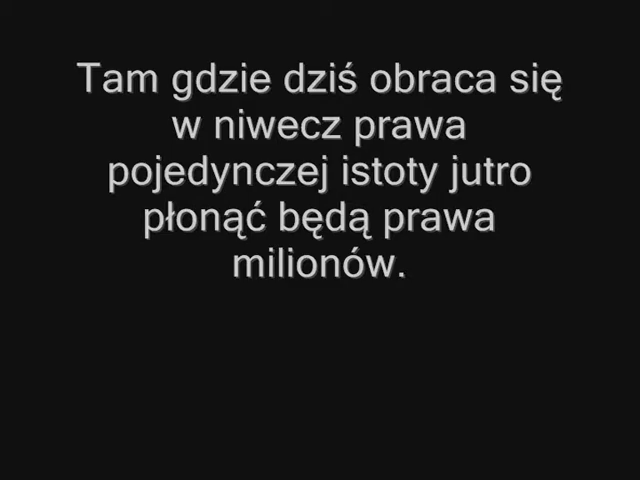 Tam gdzie dziś obraca się
w niwecz prawa
pojedynczej istoty jutro
płonąć będą prawa
milionów.